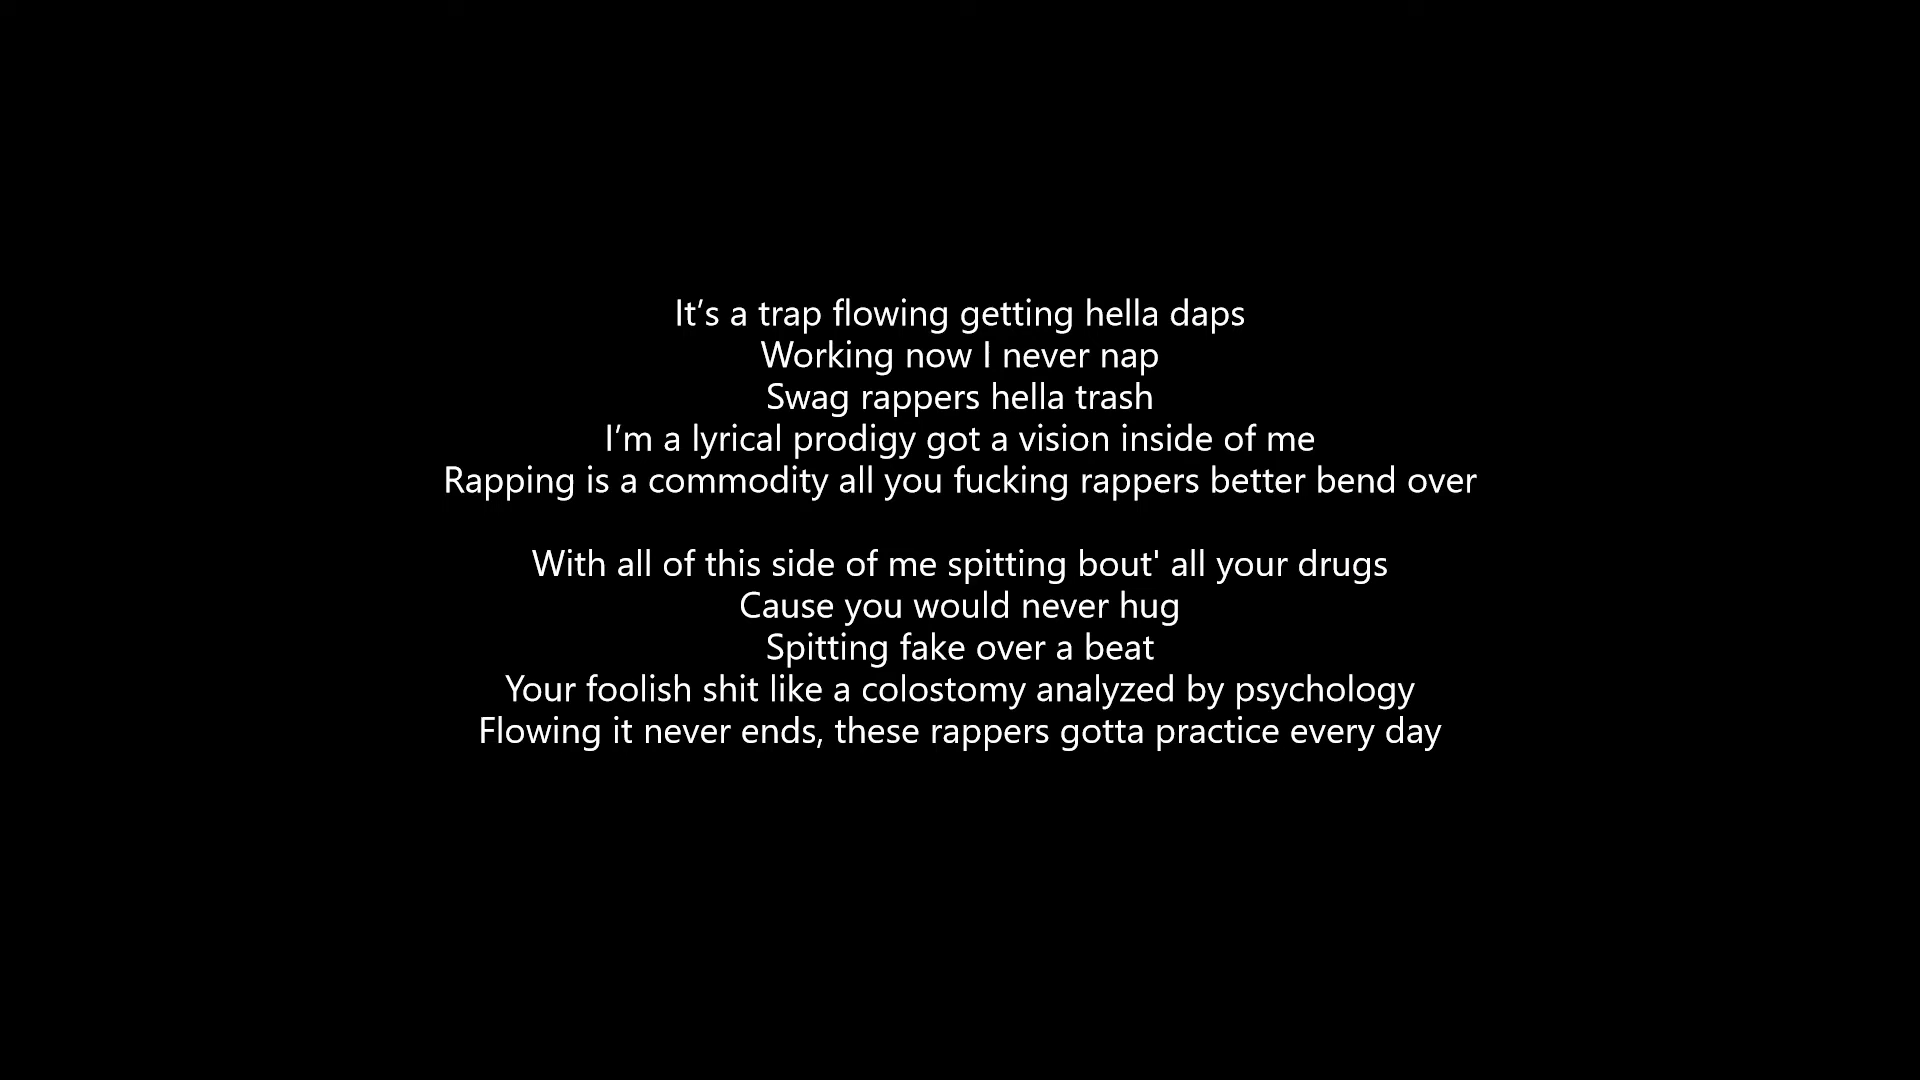 It’s a trap flowing getting hella daps
Working now I never nap
Swag rappers hella trash
I’m a lyrical prodigy got a vision inside of me
Rapping is a commodity all you fucking rappers better bend over
With all of this side of me spitting bout' all your drugs
Cause you would never hug
Spitting fake over a beat
Your foolish shit like a colostomy analyzed by psychology
Flowing it never ends, these rappers gotta practice every day